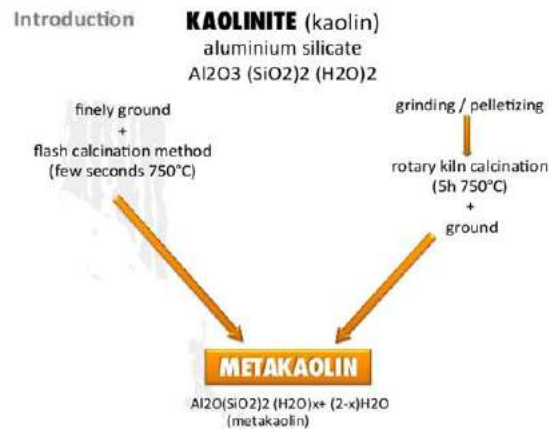 Introduction
KAOLINITE (kaolin)
aluminium silicate
Al2O3 (SiO2)2 (H2O)2
finely ground
+
flash calcination method
(few seconds 750°C)
grinding / pelletizing
rotary kiln calcination
(5h 750°C)
+
ground
METAKAOLIN
Al2O(SiO2)2 (H2O)x+ (2-x)H2O
(metakaolin)